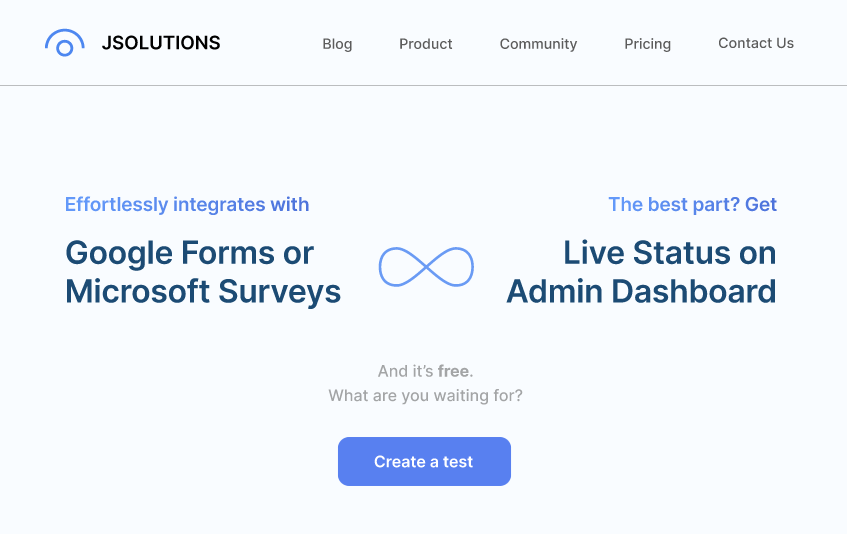 JSOLUTIONS
Blog
Product
Community
Pricing
Contact Us
Effortlessly integrates with
Google Forms or
Microsoft Surveys
The best part? Get
Live Status on
Admin Dashboard
And it’s free.
What are you waiting for?
Create a test